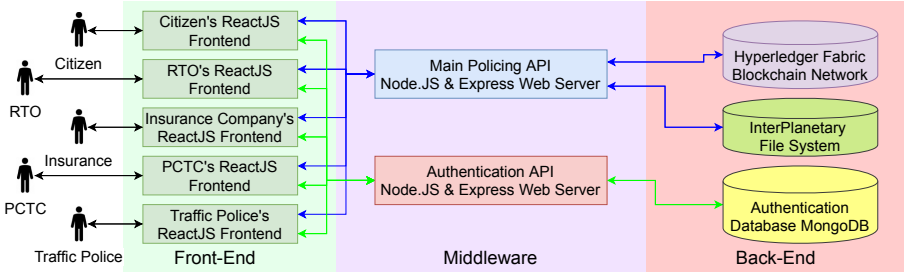 Citizen
RTO
Insurance
PCTC
Traffic Police
Citizen's ReactJS
Frontend
RTO's ReactJS
Frontend
Insurance Company's
ReactJS Frontend
PCTC's ReactJS
Frontend
Traffic Police's
ReactJS Frontend
Front-End
Main Policing API
Node.JS & Express Web Server
Authentication API
Node.JS & Express Web Server
Middleware
Hyperledger Fabric
Blockchain Network
InterPlanetary
File System
Authentication
Database MongoDB
Back-End